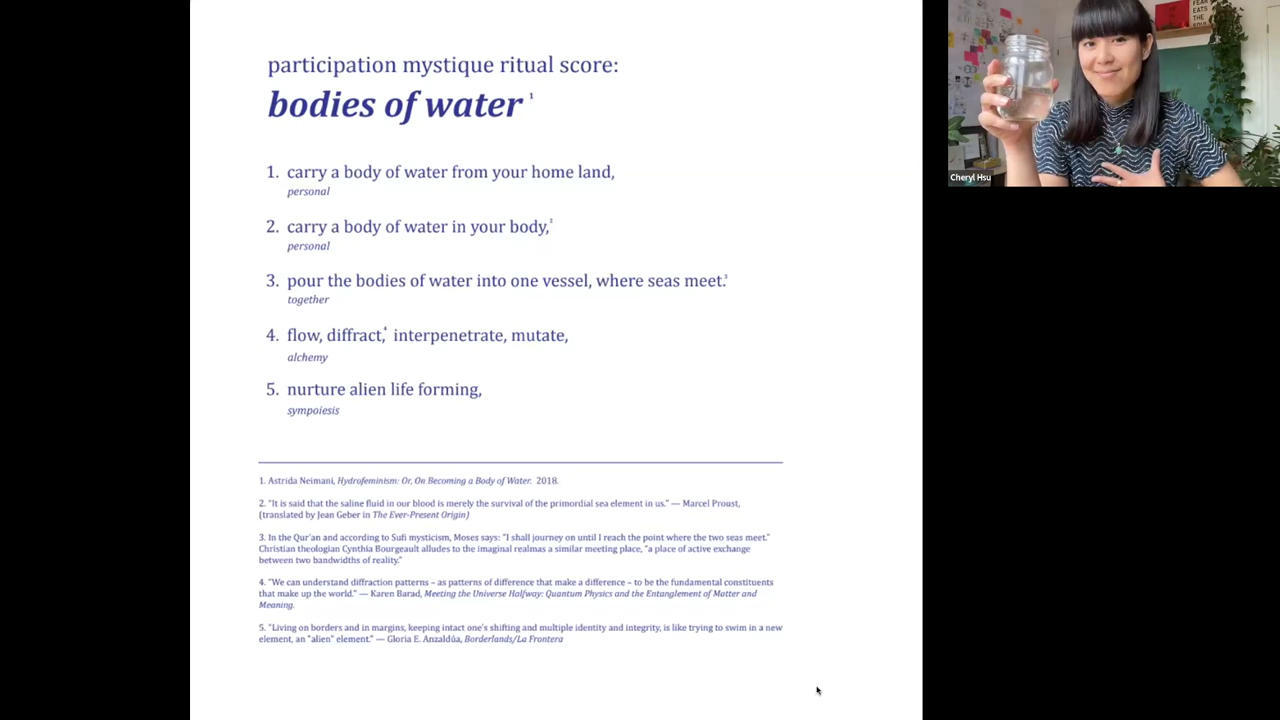 participation mystique ritual score:
bodies of water ¹
1. carry a body of water from your home land,
personal
2. carry a body of water in your body,²
personal
3. pour the bodies of water into one vessel, where seas meet.³
together
4. flow, diffract,⁴ interpenetrate, mutate,
alchemy
5. nurture alien life forming,
sympoiesis
1. Astrida Neimani, Hydrofeminism: Or, On Becoming a Body of Water. 2018.
2. "It is said that the saline fluid in our blood is merely the survival of the primordial sea element in us." — Marcel Proust,
(translated by Jean Geber in The Ever-Present Origin)
3. In the Qur'an and according to Sufi mysticism, Moses says: "I shall journey on until I reach the point where the two seas meet."
Christian theologian Cynthia Bourgeault alludes to the imaginal realmas a similar meeting place, "a place of active exchange
between two bandwidths of reality."
4. "We can understand diffraction patterns – as patterns of difference that make a difference – to be the fundamental constituents
that make up the world." — Karen Barad, Meeting the Universe Halfway: Quantum Physics and the Entanglement of Matter and
Meaning.
5. "Living on borders and in margins, keeping intact one's shifting and multiple identity and integrity, is like trying to swim in a new
element, an "alien" element." — Gloria E. Anzaldúa, Borderlands/La Frontera
FEAR
EATS
THE
SOUL
Cheryl Hsu